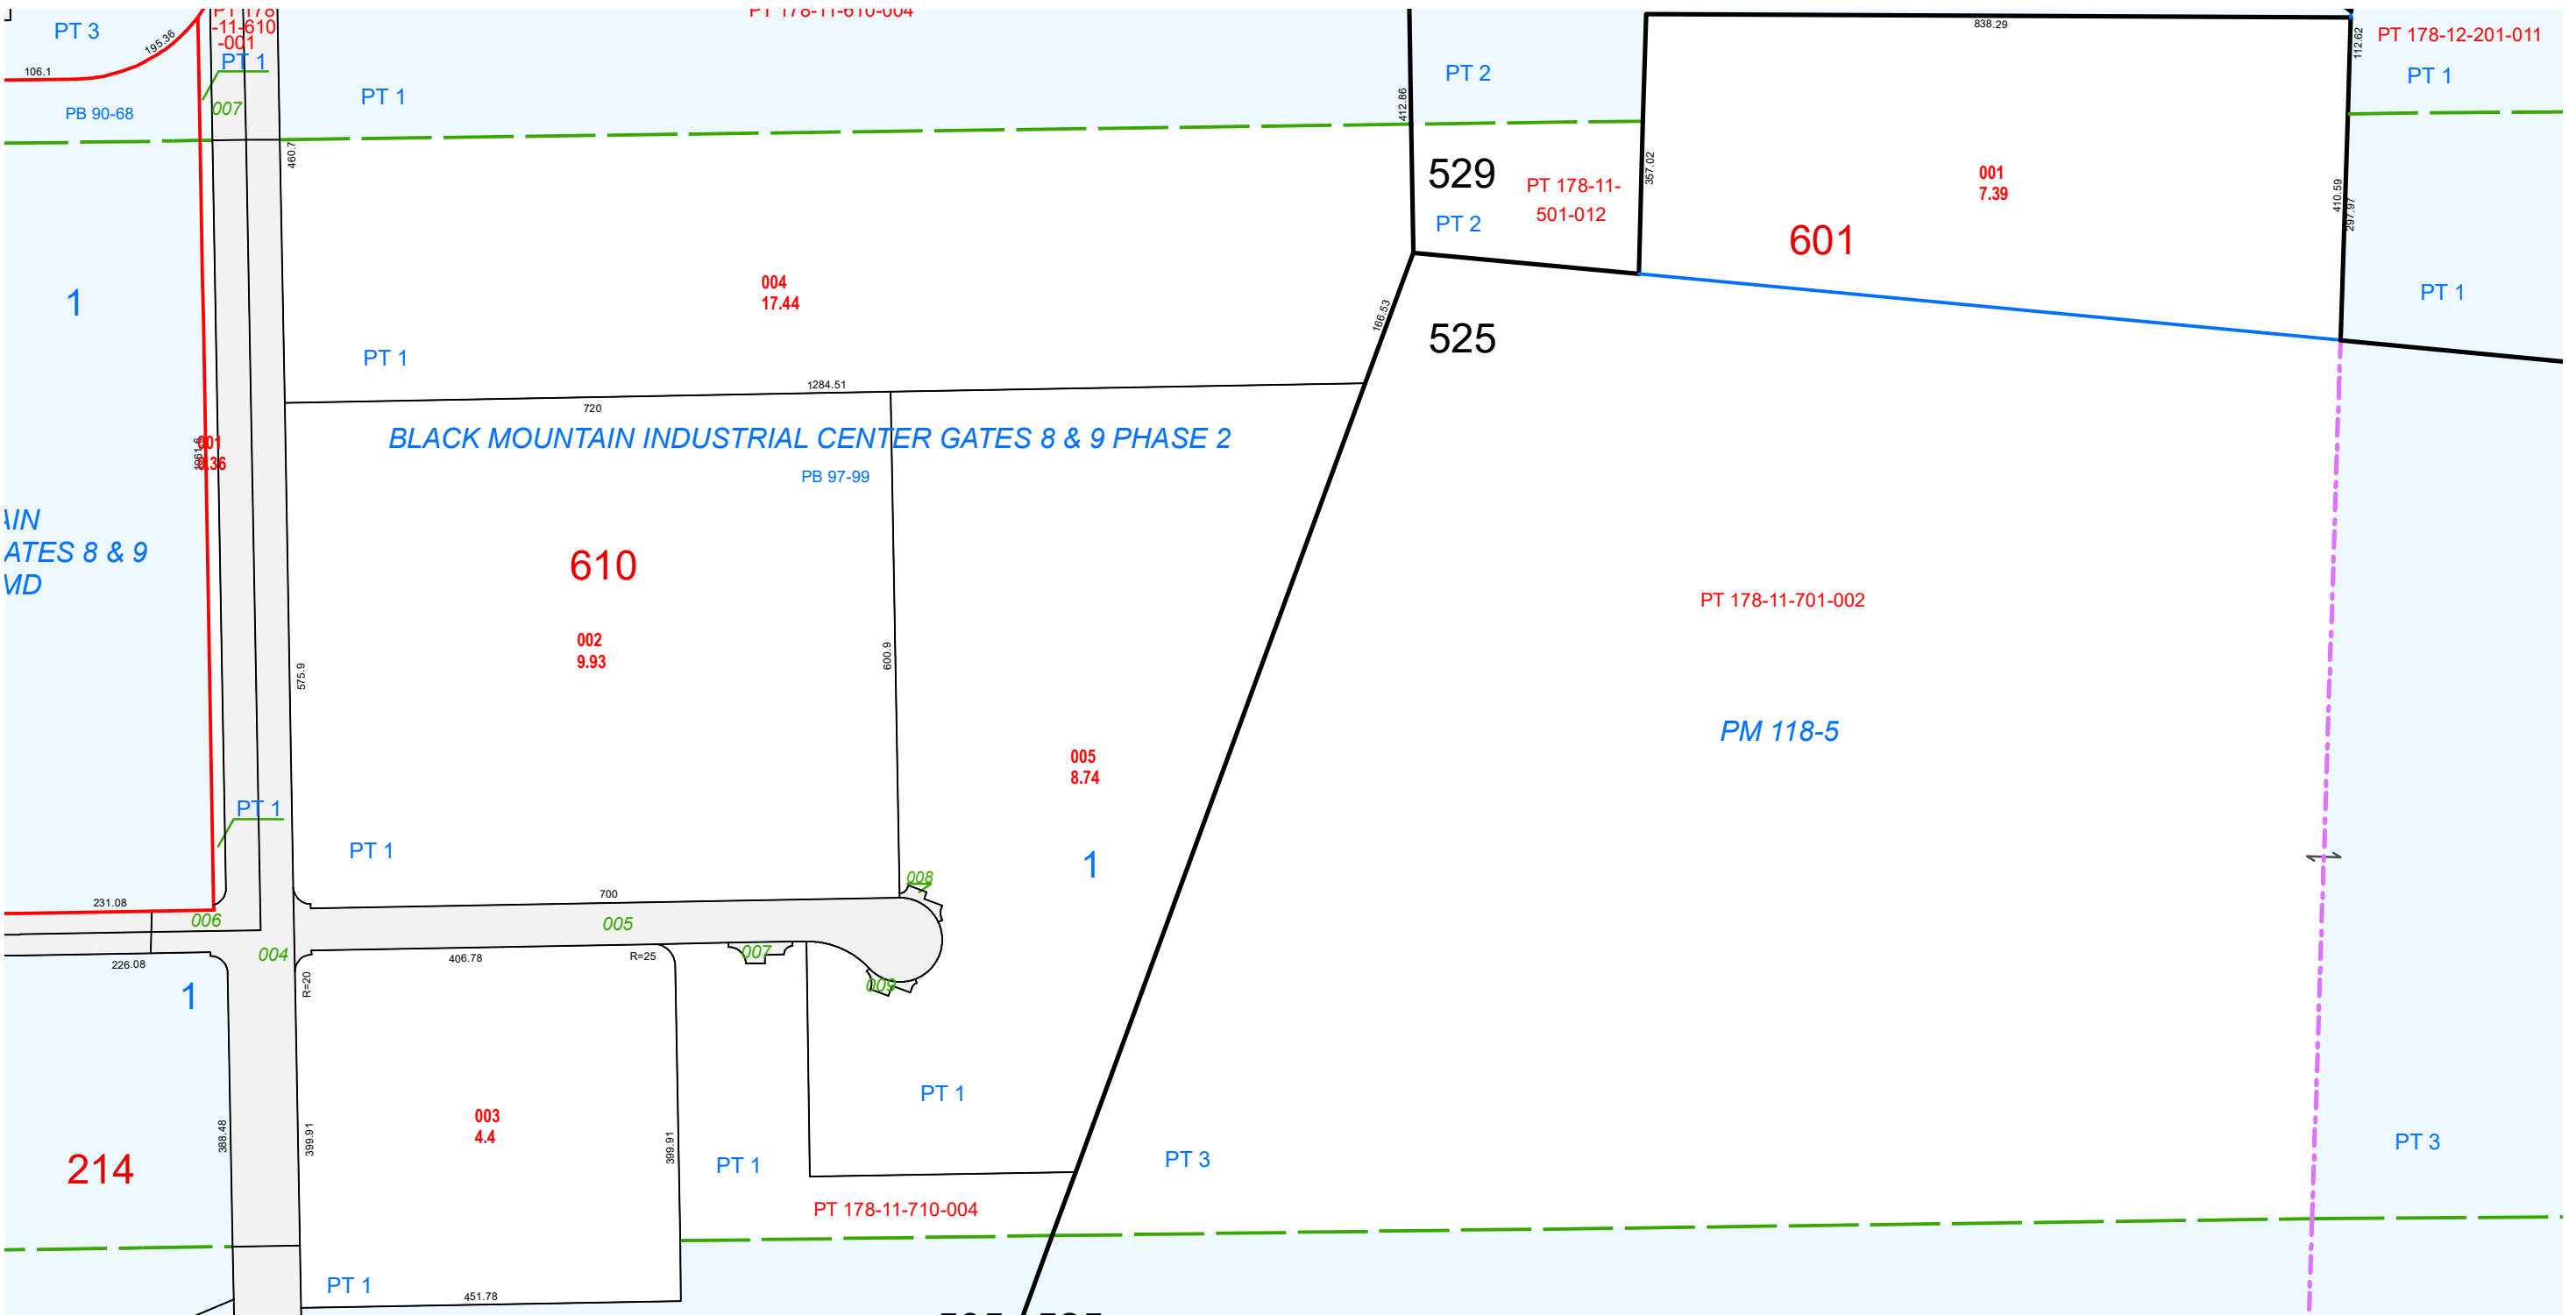 PT 3
195.36
106.1
PB 90-68
PT 178
-11-610
-001
PT 1
007
PT 1
PT 178-11-610-004
412.86
PT 2
838.29
112.62
PT 178-12-201-011
PT 1
460.7
529
PT 2
PT 178-11-
501-012
357.02
001
7.39
601
410.59
297.97
PT 1
1
004
17.44
PT 1
166.53
525
1284.51
720
BLACK MOUNTAIN INDUSTRIAL CENTER GATES 8 & 9 PHASE 2
PB 97-99
001
AIN
ATES 8 & 9
MD
610
002
9.93
575.9
600.9
PT 178-11-701-002
PM 118-5
005
8.74
1
PT 1
PT 1
700
008
231.08
006
005
004
007
009
226.08
406.78
R=25
R=20
1
388.48
399.91
003
4.4
399.91
214
PT 1
PT 1
PT 3
PT 3
PT 178-11-710-004
PT 1
451.78